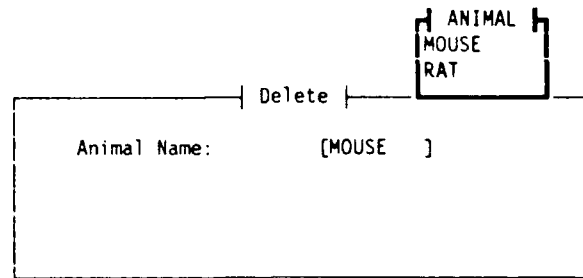 ANIMAL
MOUSE
RAT
Delete
Animal Name: [MOUSE ]